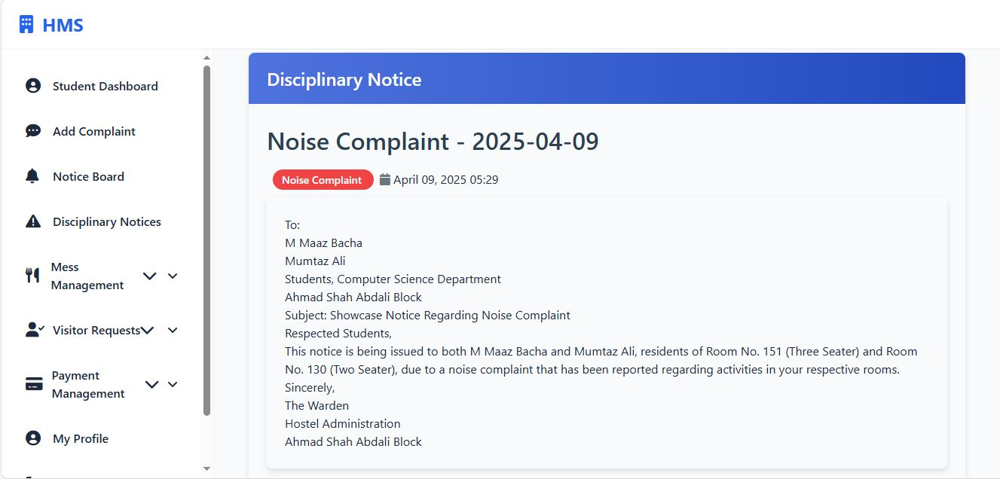 HMS
Student Dashboard
Add Complaint
Notice Board
Disciplinary Notices
Mess
Management
Visitor Requests
Payment
Management
My Profile
Disciplinary Notice
Noise Complaint - 2025-04-09
Noise Complaint April 09, 2025 05:29
To:
M Maaz Bacha
Mumtaz Ali
Students, Computer Science Department
Ahmad Shah Abdali Block
Subject: Showcase Notice Regarding Noise Complaint
Respected Students,
This notice is being issued to both M Maaz Bacha and Mumtaz Ali, residents of Room No. 151 (Three Seater) and Room
No. 130 (Two Seater), due to a noise complaint that has been reported regarding activities in your respective rooms.
Sincerely,
The Warden
Hostel Administration
Ahmad Shah Abdali Block